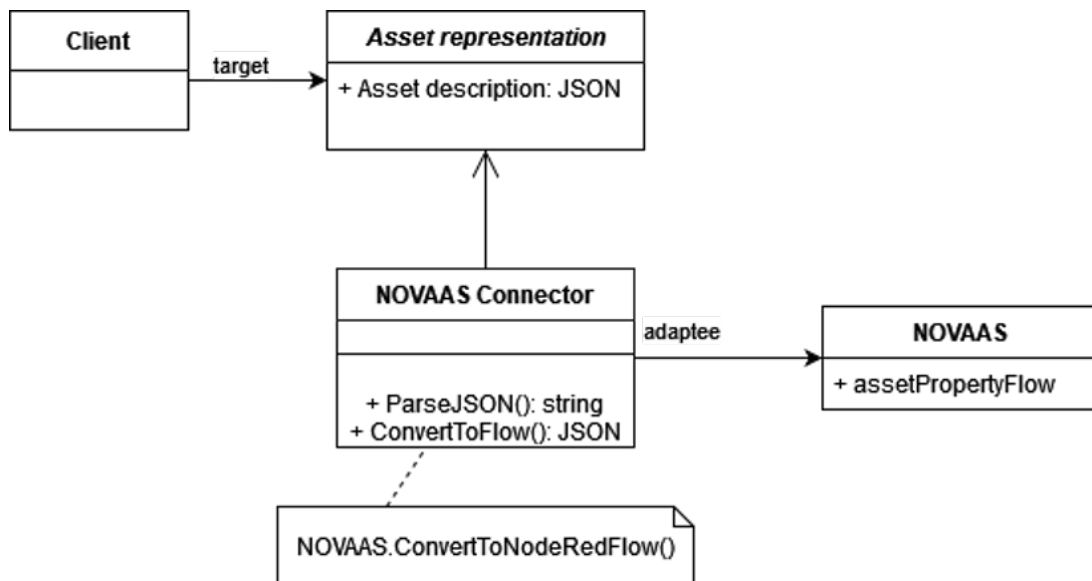 Client
target
Asset representation
+ Asset description: JSON
NOVAAS Connector
+ ParseJSON(): string
+ ConvertToFlow(): JSON
adaptee
NOVAAS
+ assetPropertyFlow
NOVAAS.ConvertToNodeRedFlow()